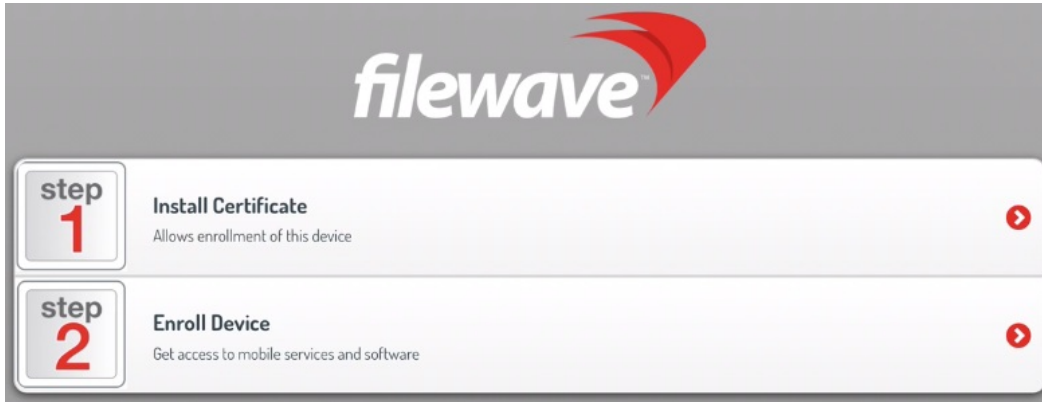 filewave™
step
1
Install Certificate
Allows enrollment of this device
step
2
Enroll Device
Get access to mobile services and software